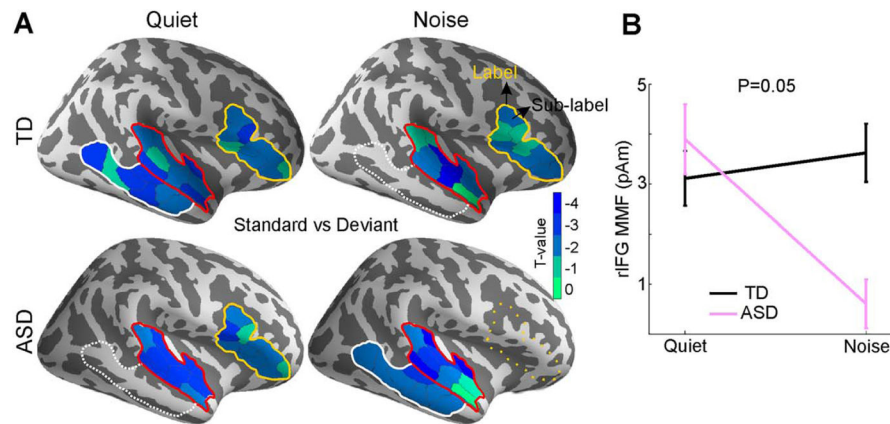 A
Quiet
Noise
B
TD
Label
Sub-label
Standard vs Deviant
T-value
-4
-3
-2
-1
0
ASD
P=0.05
rIFG MMF (pAm)
5
3
1
TD
ASD
Quiet
Noise